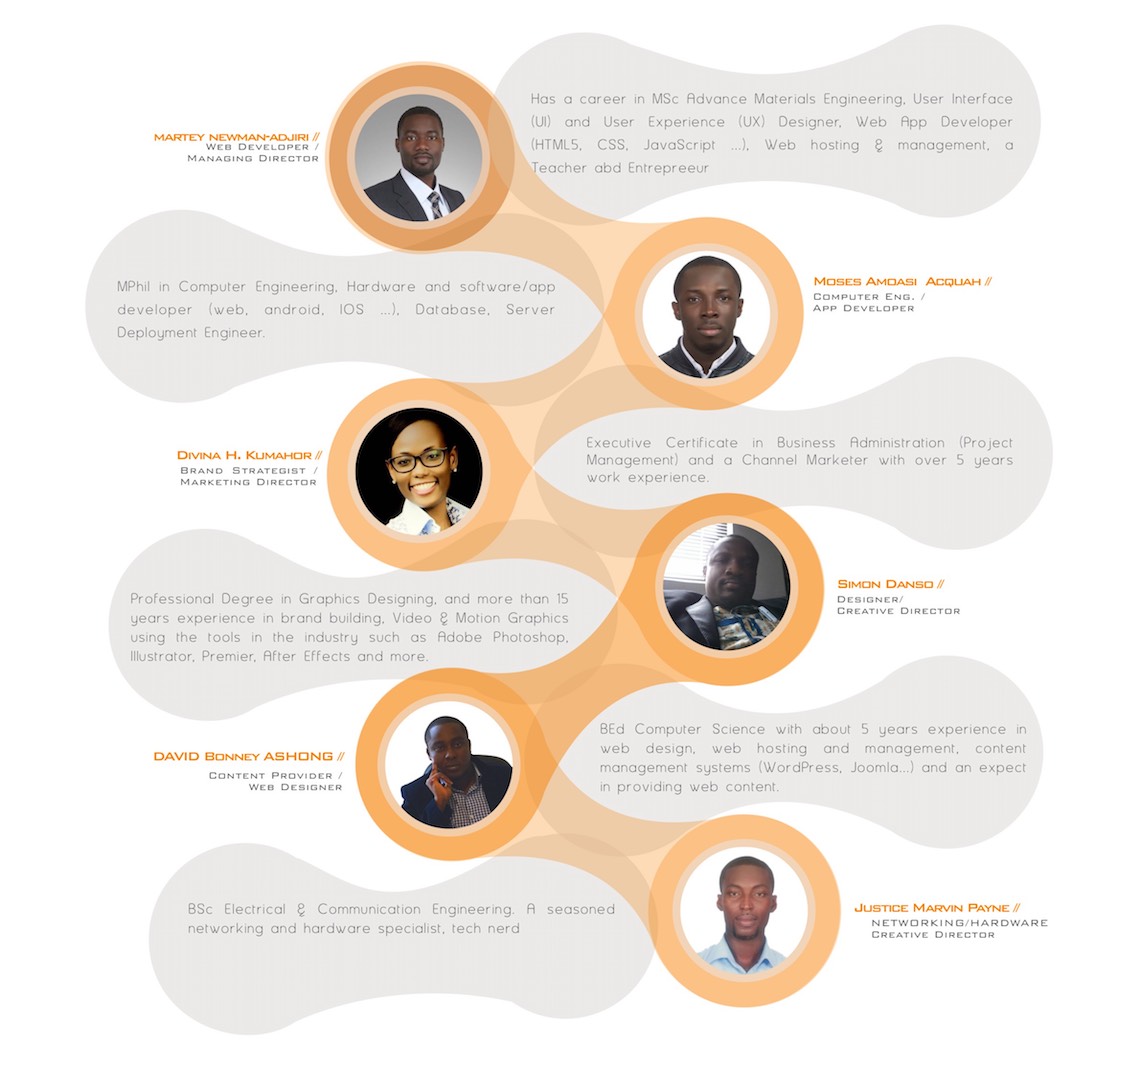 MARTEY NEWMAN-ADJIRI //
WEB DEVELOPER /
MANAGING DIRECTOR
Has a career in MSc Advance Materials Engineering, User Interface
(UI) and User Experience (UX) Designer, Web App Developer
(HTML5, CSS, JavaScript ...), Web hosting & management, a
Teacher abd Entrepreeur
MOSES AMOASI ACQUAH //
COMPUTER ENG. /
APP DEVELOPER
MPhil in Computer Engineering, Hardware and software/app
developer (web, android, IOS ...), Database, Server
Deployment Engineer.
DIVINA H. KUMAHOR //
BRAND STRATEGIST /
MARKETING DIRECTOR
Executive Certificate in Business Administration (Project
Management) and a Channel Marketer with over 5 years
work experience.
SIMON DANSO //
DESIGNER/
CREATIVE DIRECTOR
Professional Degree in Graphics Designing, and more than 15
years experience in brand building, Video & Motion Graphics
using the tools in the industry such as Adobe Photoshop,
Illustrator, Premier, After Effects and more.
DAVID BONNEY ASHONG //
CONTENT PROVIDER /
WEB DESIGNER
BEd Computer Science with about 5 years experience in
web design, web hosting and management, content
management systems (WordPress, Joomla...) and an expect
in providing web content.
JUSTICE MARVIN PAYNE //
NETWORKING/HARDWARE
CREATIVE DIRECTOR
BSc Electrical & Communication Engineering. A seasoned
networking and hardware specialist, tech nerd